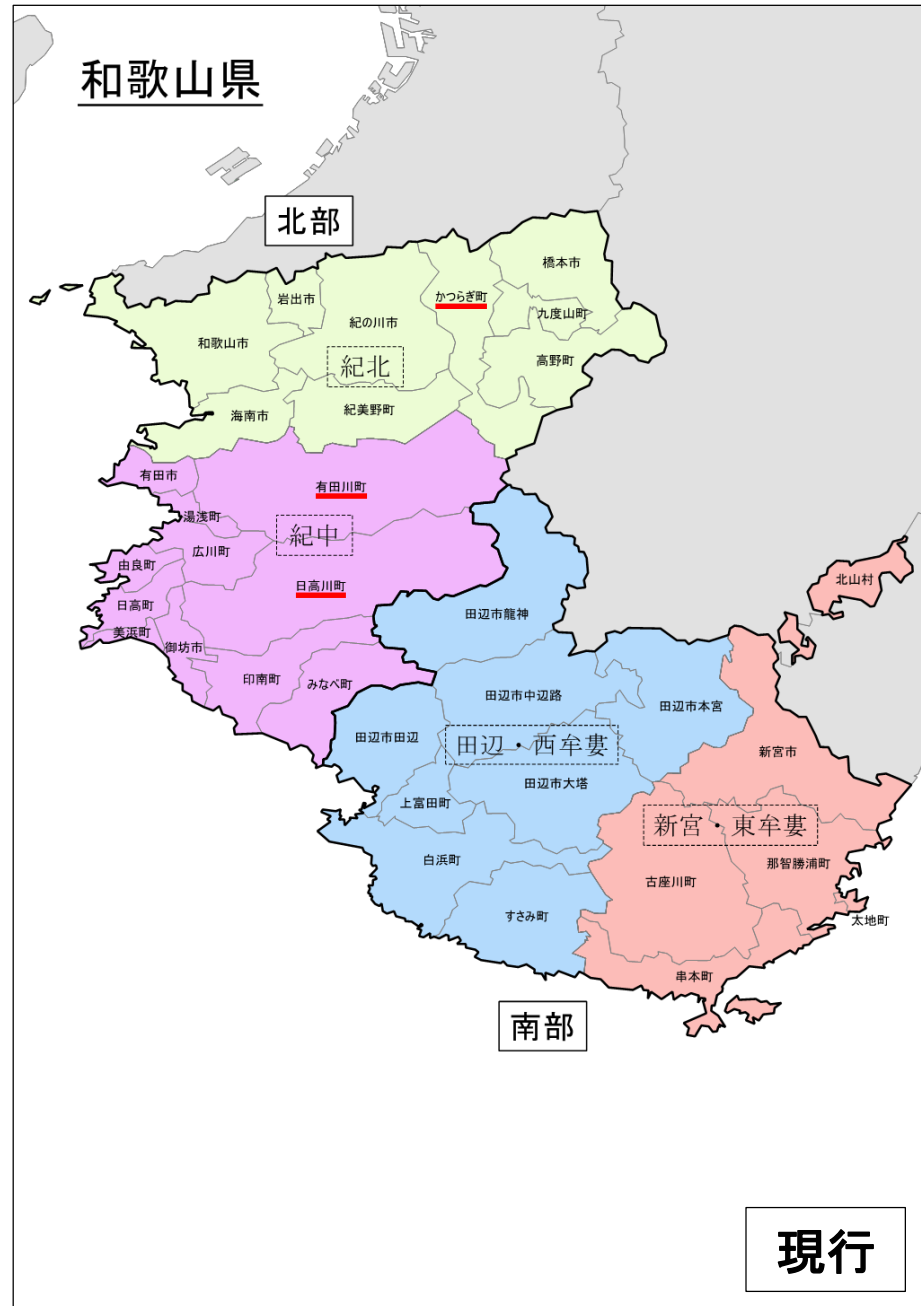 和歌山県
北部
橋本市
かつらぎ町
岩出市
九度山町
紀の川市
和歌山市
高野町
紀北
紀美野町
海南市
有田市
有田川町
湯浅町
紀中
広川町
由良町
北山村
日高川町
日高町
田辺市龍神
美浜町
御坊市
印南町
みなべ町
田辺市中辺路
田辺市本宮
田辺市田辺
田辺・西牟婁
新宮市
田辺市大塔
上富田町
新宮・東牟婁
白浜町
那智勝浦町
古座川町
すさみ町
太地町
串本町
南部
現行